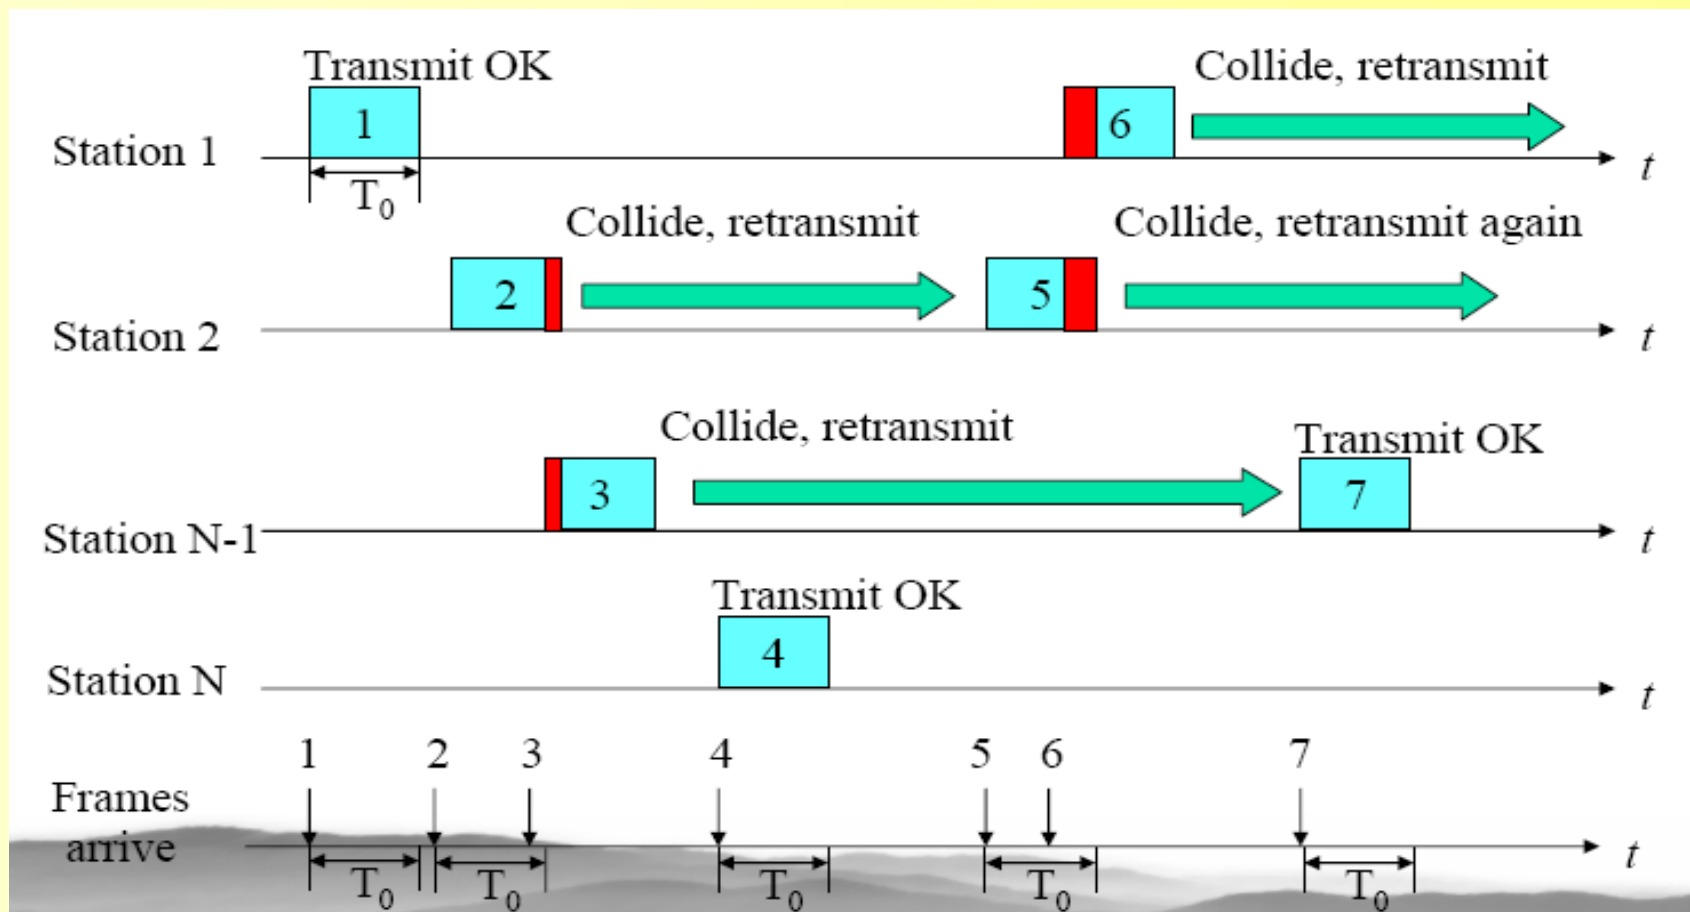 Transmit OK
Collide, retransmit
1
6
Station 1
t
T0
Collide, retransmit
Collide, retransmit again
2
5
Station 2
t
Collide, retransmit
Transmit OK
3
7
Station N-1
t
Transmit OK
4
Station N
t
1 2 3 4 5 6 7
Frames
arrive
t
T0 T0 T0 T0 T0